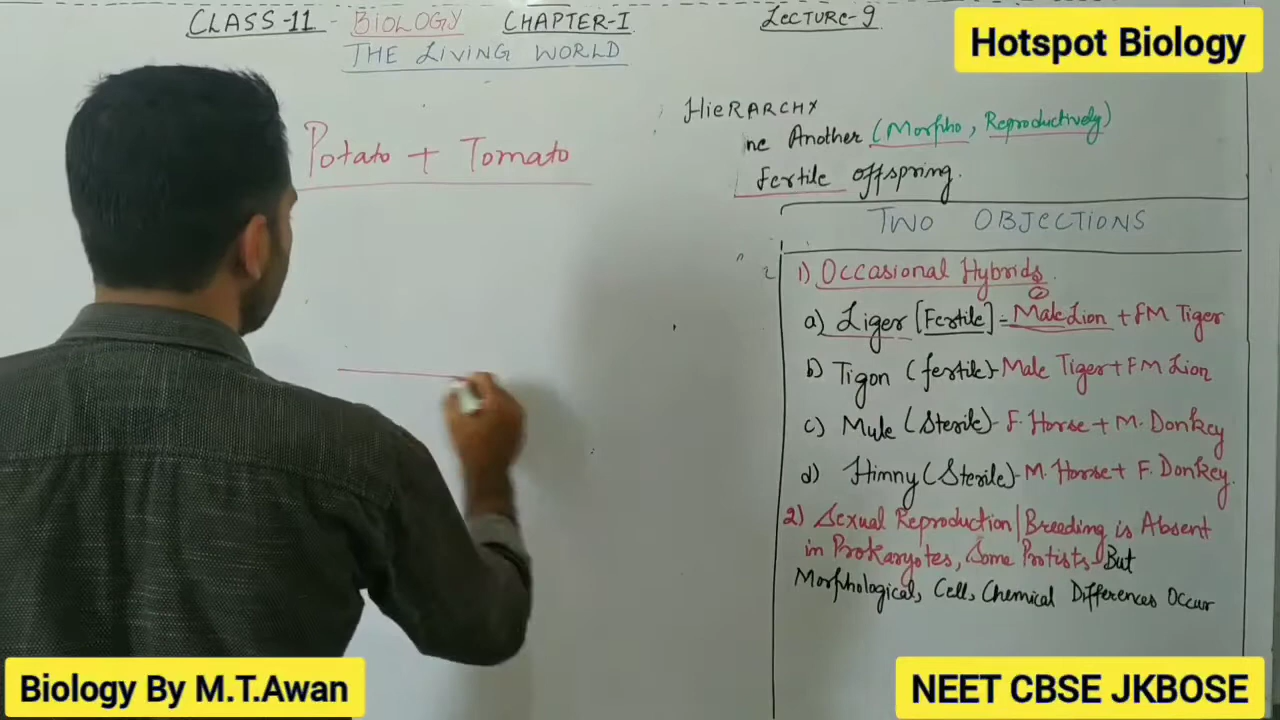 CLASS-11 BIOLOGY CHAPTER-I LECTURE-9
THE LIVING WORLD
Hotspot Biology
Potato + Tomato
HIERARCHY
ne Another (Morpho, Reproductively)
Fertile offspring.
TWO OBJECTIONS
1) Occasional Hybrids
a) Liger [Fertile] = Male Lion + FM Tiger
b) Tigon (fertile)- Male Tiger + FM Lion
c) Mule (Sterile)- F. Horse + M. Donkey
d) Himny (Sterile)- M. Horse + F. Donkey.
2) Sexual Reproduction | Breeding is Absent
in Prokaryotes, Some Protists- But
Morphological, Cell, Chemical Differences Occur
Biology By M.T.Awan
NEET CBSE JKBOSE